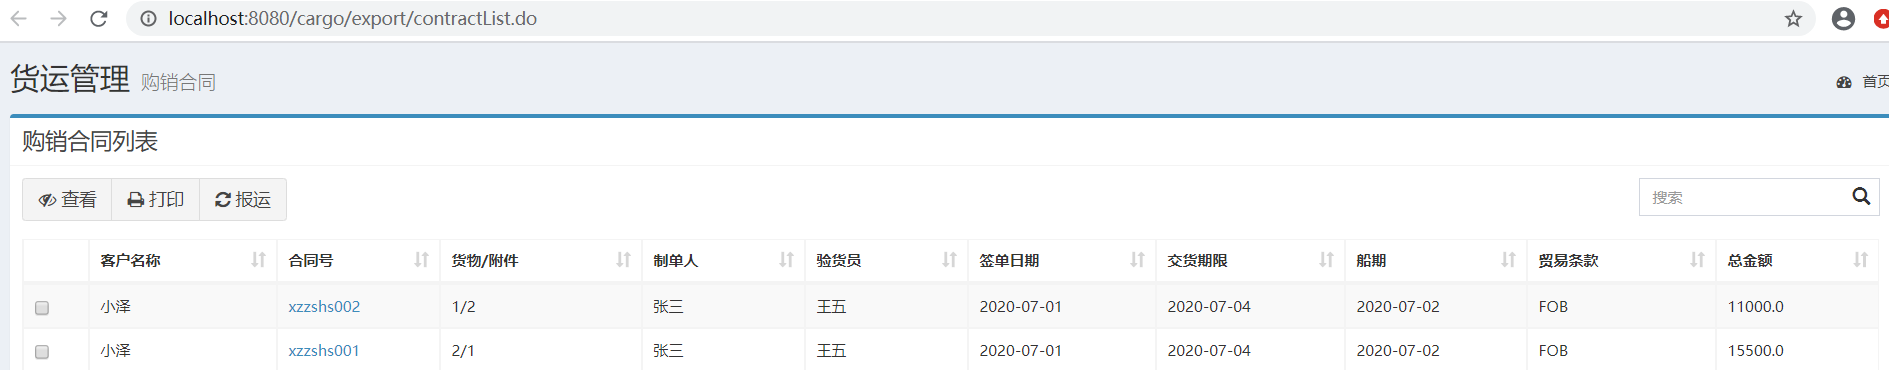 localhost:8080/cargo/export/contractList.do
货运管理 购销合同 首页
购销合同列表
查看 打印 报运 搜索
客户名称 合同号 货物/附件 制单人 验货员 签单日期 交货期限 船期 贸易条款 总金额
小泽 xzzshs002 1/2 张三 王五 2020-07-01 2020-07-04 2020-07-02 FOB 11000.0
小泽 xzzshs001 2/1 张三 王五 2020-07-01 2020-07-04 2020-07-02 FOB 15500.0